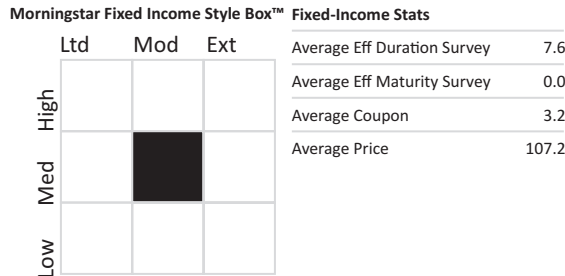 Morningstar Fixed Income Style Box™ Fixed-Income Stats
Ltd Mod Ext
High
Med
Low
Average Eff Duration Survey 7.6
Average Eff Maturity Survey 0.0
Average Coupon 3.2
Average Price 107.2